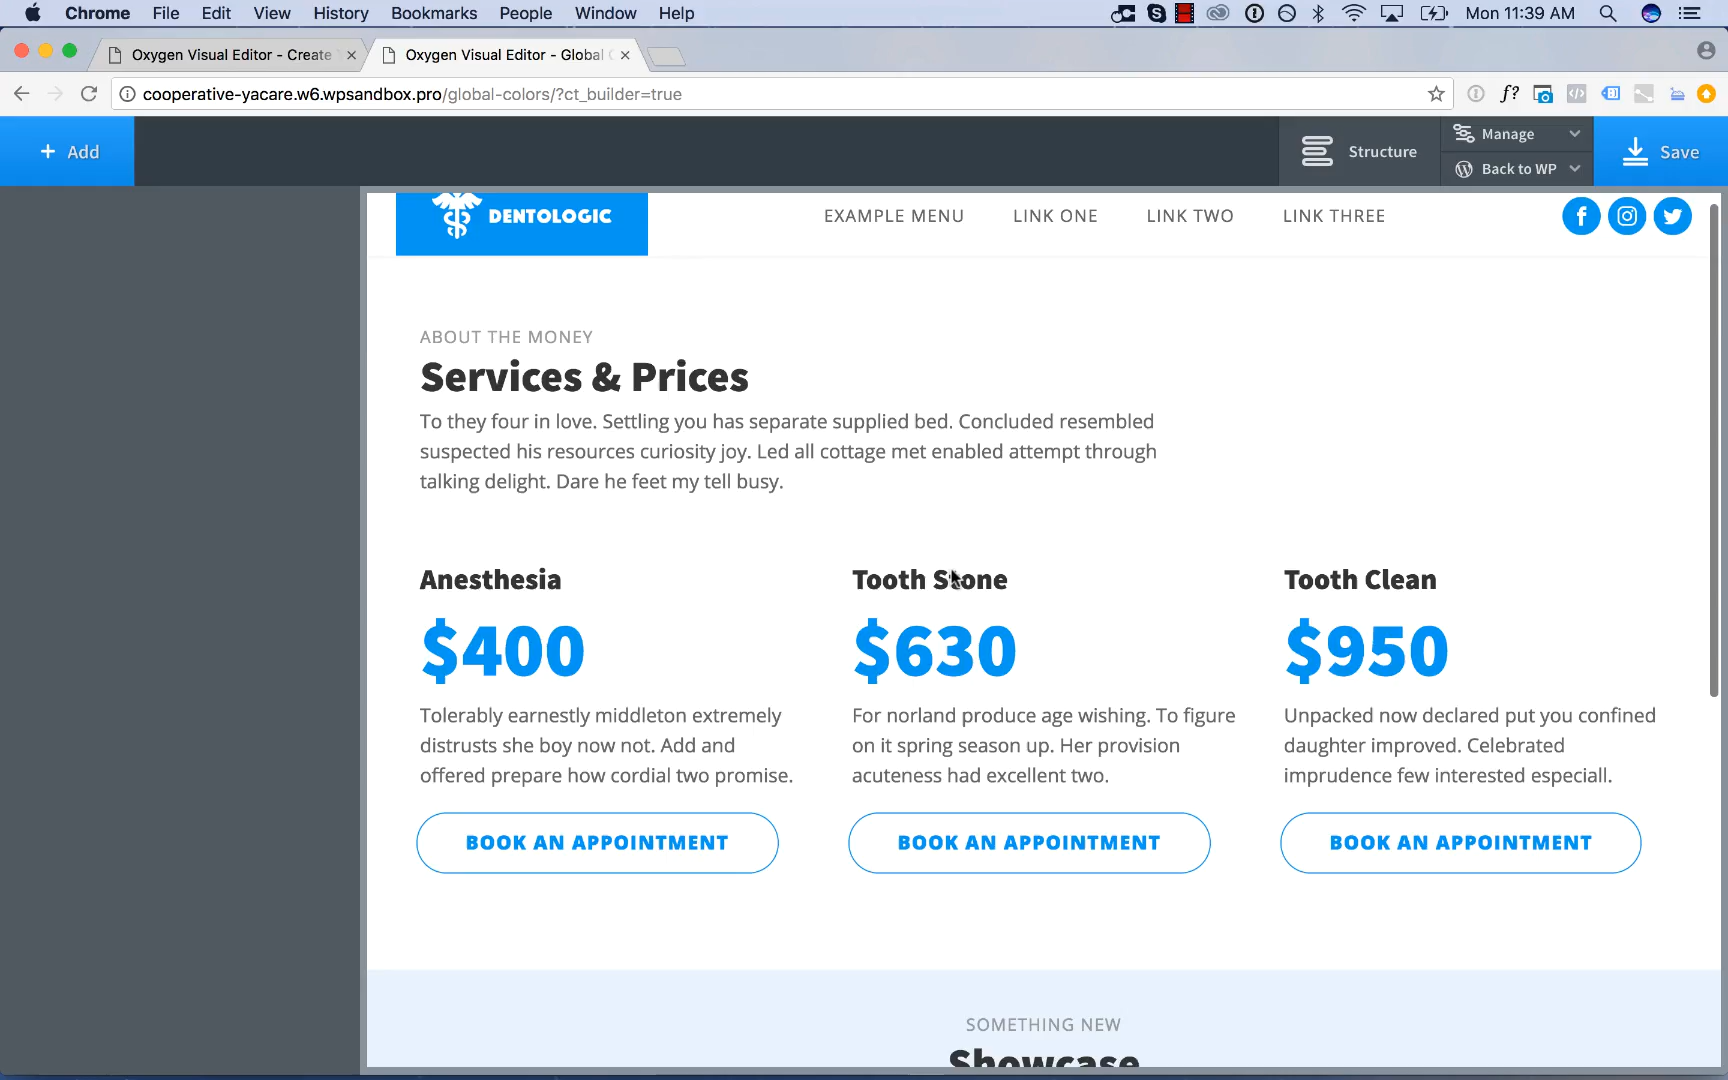 Chrome File Edit View History Bookmarks People Window Help Mon 11:39 AM
Oxygen Visual Editor - Create Oxygen Visual Editor - Global
cooperative-yacare.w6.wpsandbox.pro/global-colors/?ct_builder=true f?
+ Add Structure Manage Save
Back to WP
DENTOLOGIC EXAMPLE MENU LINK ONE LINK TWO LINK THREE
ABOUT THE MONEY
Services & Prices
To they four in love. Settling you has separate supplied bed. Concluded resembled
suspected his resources curiosity joy. Led all cottage met enabled attempt through
talking delight. Dare he feet my tell busy.
Anesthesia Tooth Stone Tooth Clean
$400 $630 $950
Tolerably earnestly middleton extremely For norland produce age wishing. To figure Unpacked now declared put you confined
distrusts she boy now not. Add and on it spring season up. Her provision daughter improved. Celebrated
offered prepare how cordial two promise. acuteness had excellent two. imprudence few interested especiall.
BOOK AN APPOINTMENT BOOK AN APPOINTMENT BOOK AN APPOINTMENT
SOMETHING NEW
Showcase